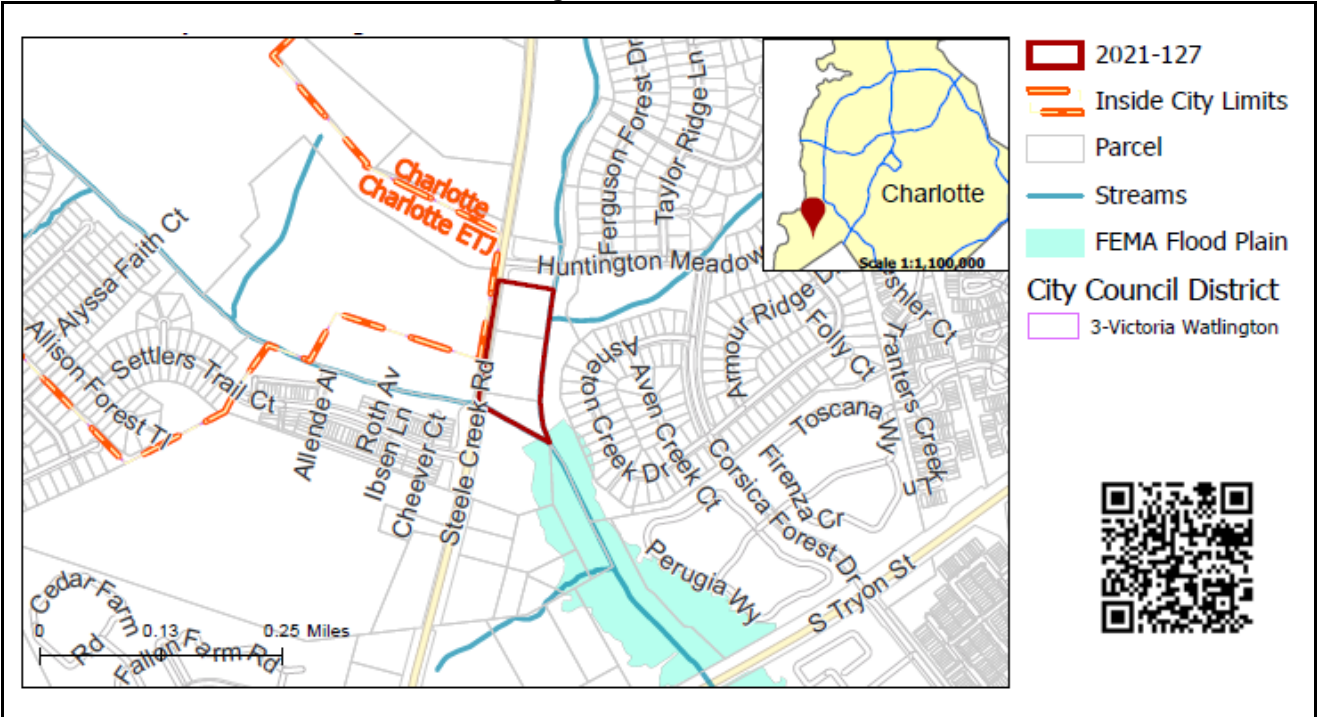 2021-127
Inside City Limits
Parcel
Streams
FEMA Flood Plain
City Council District
3-Victoria Watlington
Charlotte
Scale 1:1,100,000
Ferguson Forest Dr
Taylor Ridge Ln
Charlotte
Charlotte ETJ
Huntington Meadow
Alyssa Faith Ct
Allison Forest Tl
Settlers Trail Ct
Allende Al
Roth Av
Ibsen Ln
Cheever Ct
Steele Creek Rd
Asheton Creek Dr
Aven Creek Ct
Armour Ridge D
Folly Ct
eshler Ct
Tranters Creek Ln
Toscana Wy
Firenza Cr
Corsica Forest Dr
Perugia Wy
S Tryon St
Cedar Farm Rd
Fallon Farm Rd
0 0.13 0.25 Miles